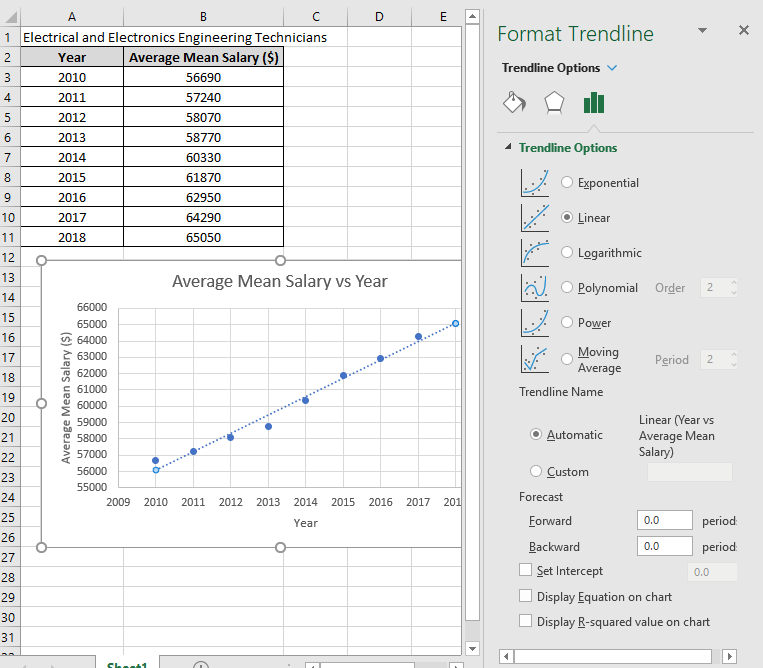 A B C D E
1 Electrical and Electronics Engineering Technicians
2 Year Average Mean Salary ($)
3 2010 56690
4 2011 57240
5 2012 58070
6 2013 58770
7 2014 60330
8 2015 61870
9 2016 62950
10 2017 64290
11 2018 65050
12
13
14
15
16
17
18
19
20
21
22
23
24
25
26
27
28
29
30
31
Average Mean Salary vs Year
66000
65000
64000
63000
62000
61000
60000
59000
58000
57000
56000
55000
Average Mean Salary ($)
2009 2010 2011 2012 2013 2014 2015 2016 2017 201
Year
Sheet1
Format Trendline
Trendline Options
Trendline Options
Exponential
Linear
Logarithmic
Polynomial Order 2
Power
Moving
Average
Period 2
Trendline Name
Automatic
Linear (Year vs
Average Mean
Salary)
Custom
Forecast
Forward 0.0 period
Backward 0.0 period
Set Intercept 0.0
Display Equation on chart
Display R-squared value on chart